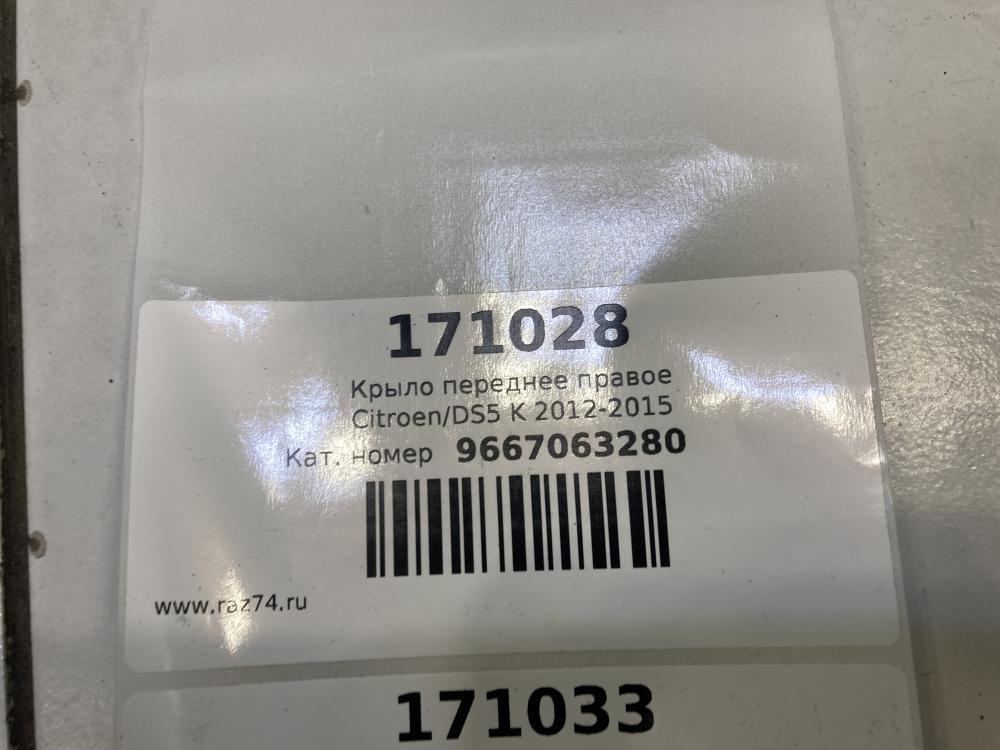 171028
Крыло переднее правое
Citroen/DS5 K 2012-2015
Кат. номер 9667063280
www.raz74.ru
171033